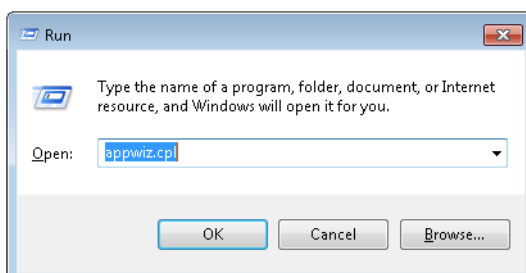 Run
Type the name of a program, folder, document, or Internet
resource, and Windows will open it for you.
Open: appwiz.cpl
OK Cancel Browse...